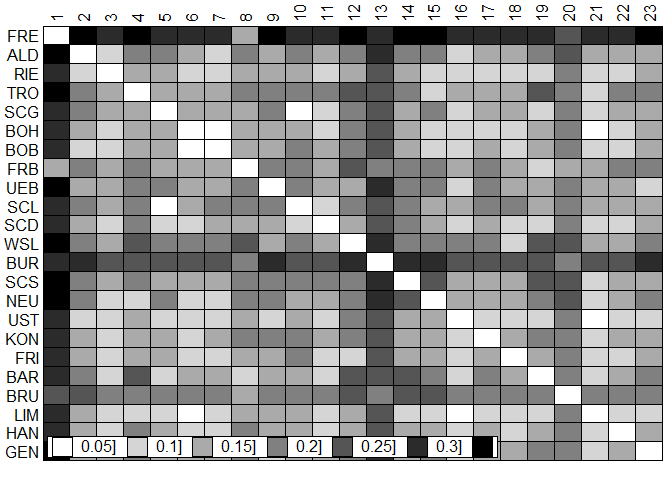 1 2 3 4 5 6 7 8 9 10 11 12 13 14 15 16 17 18 19 20 21 22 23
FRE
ALD
RIE
TRO
SCG
BOH
BOB
FRB
UEB
SCL
SCD
WSL
BUR
SCS
NEU
UST
KON
FRI
BAR
BRU
LIM
HAN
GEN
0.05] 0.1] 0.15] 0.2] 0.25] 0.3]